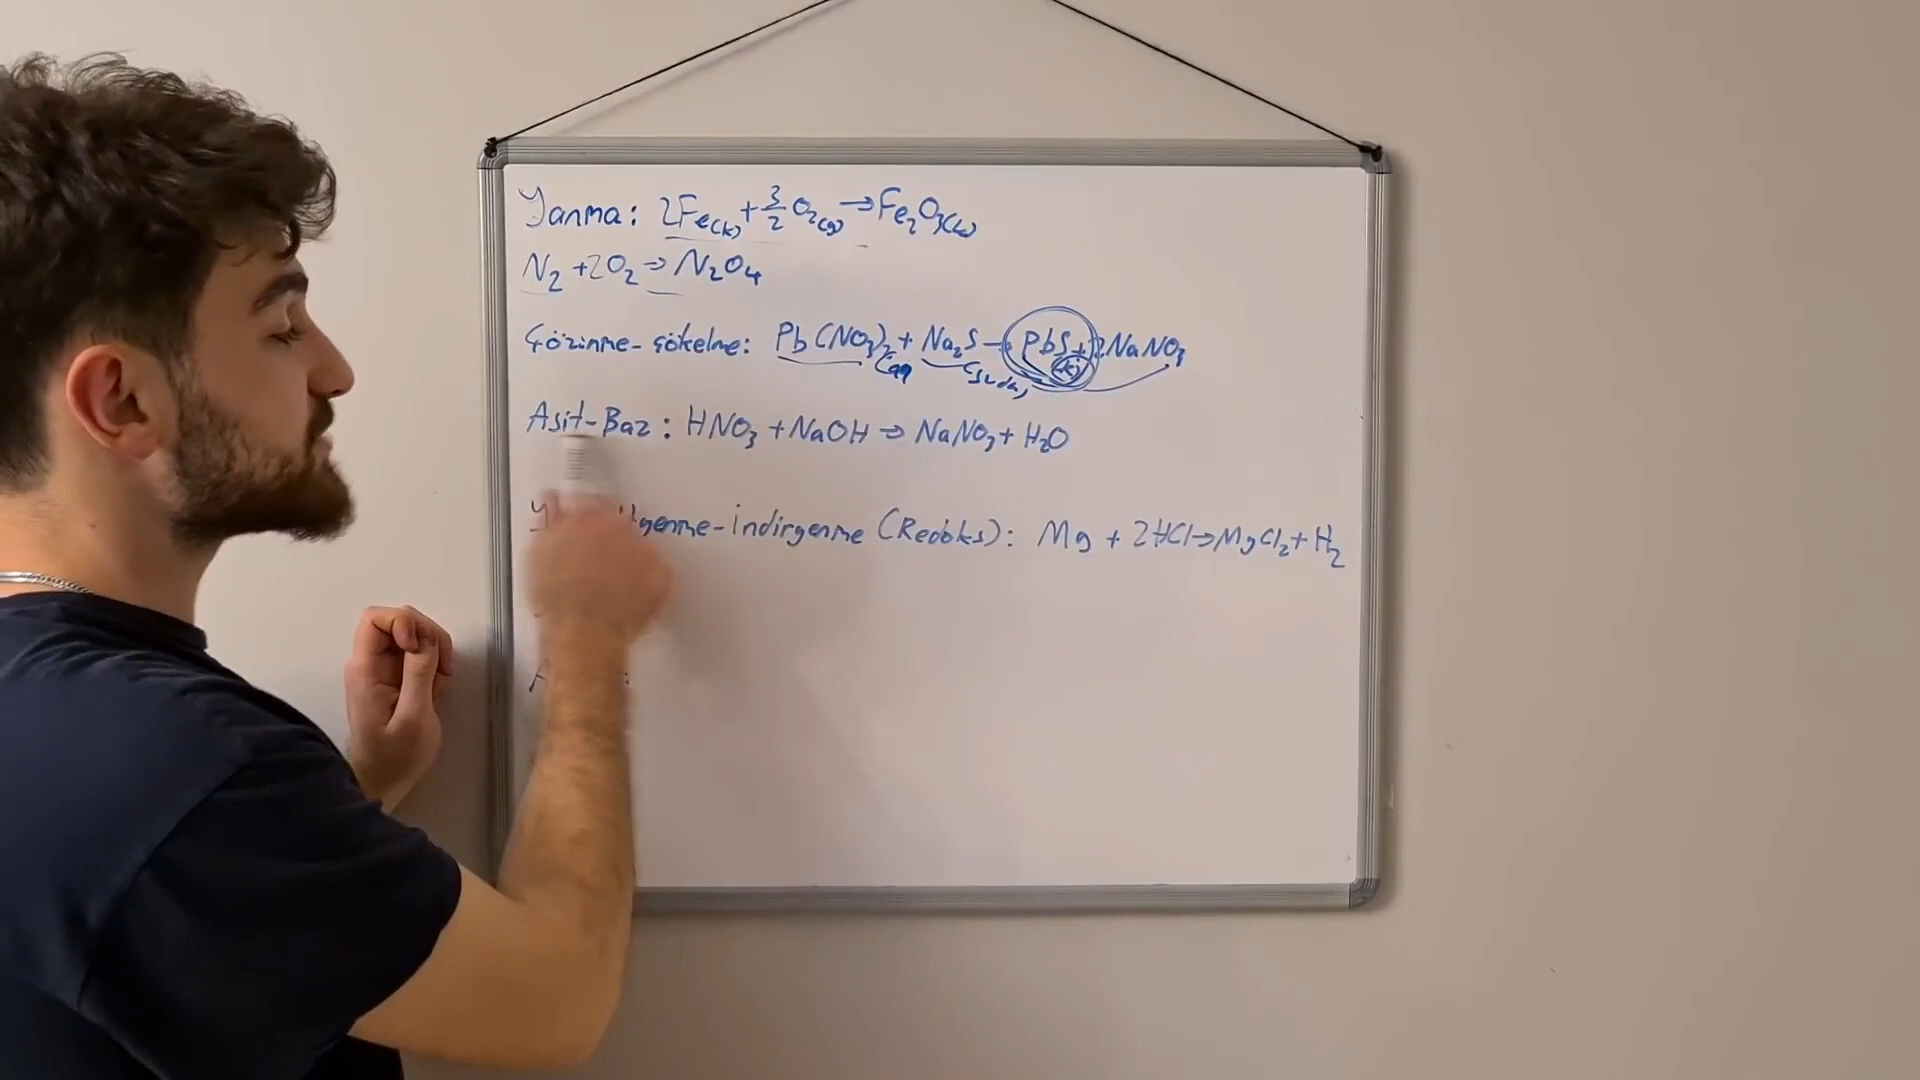 Yanma: 2Fe(k) + 3/2 O₂(g) → Fe₂O₃(k)
N₂ + 2O₂ → N₂O₄
Çözünme-çökelme: Pb(NO₃)₂ + Na₂S → PbS + 2NaNO₃
(aq (suda) (k)
Asit-Baz: HNO₃ + NaOH → NaNO₃ + H₂O
genme-indirgenme (Redoks): Mg + 2HCl → MgCl₂ + H₂
A :